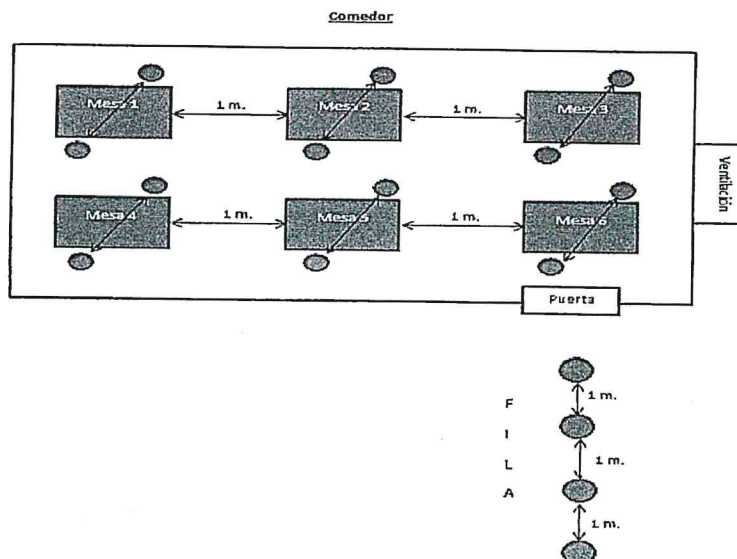 Comedor
Mesa 1
1 m.
Mesa 2
1 m.
Mesa 3
Mesa 4
1 m.
Mesa 5
1 m.
Mesa 6
Ventilación
Puerta
F
I
L
A
1 m.
1 m.
1 m.